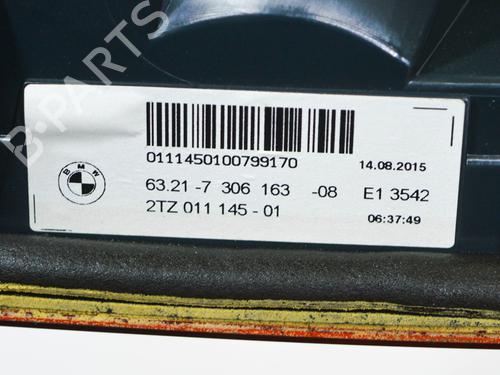 B-PARTS
0111450100799170
14.08.2015
BMW
63.21-7 306 163 -08 E1 3542
2TZ 011 145-01
06:37:49